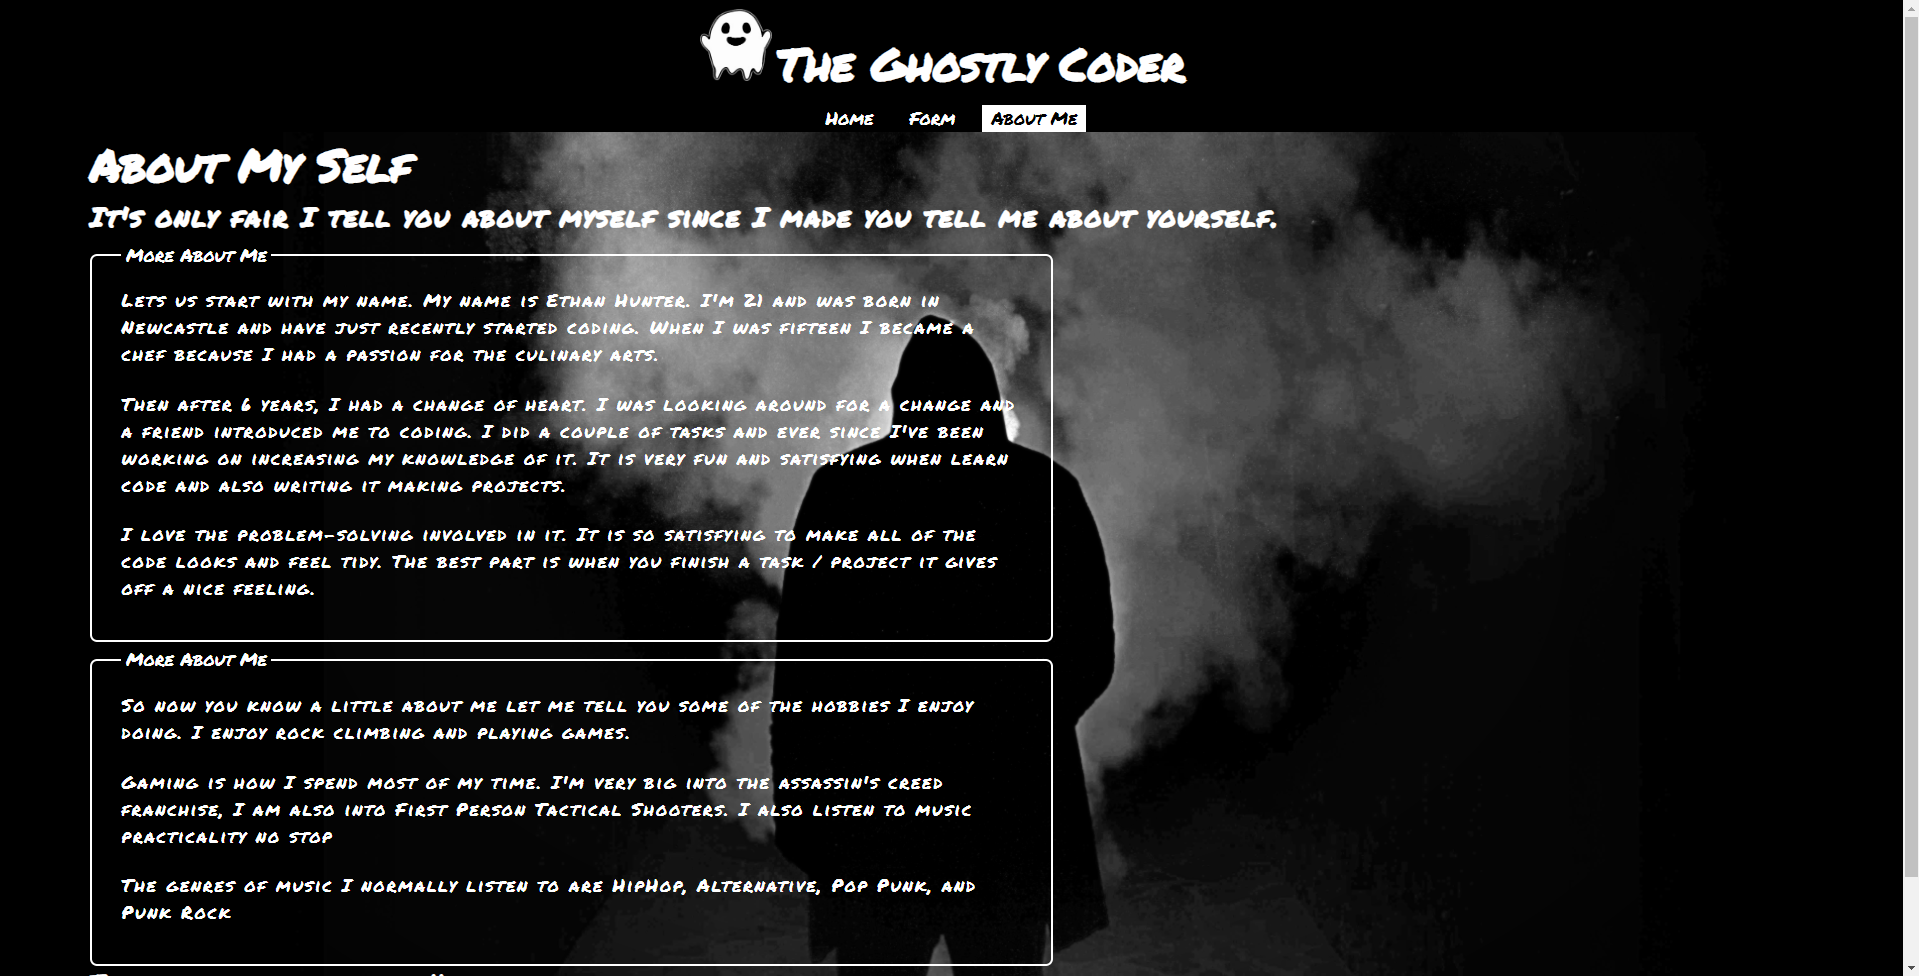 The Ghostly Coder
Home Form About Me
About My Self
It's only fair I tell you about myself since I made you tell me about yourself.
More About Me
Lets us start with my name. My name is Ethan Hunter. I'm 21 and was born in
Newcastle and have just recently started coding. When I was fifteen I became a
chef because I had a passion for the culinary arts.
Then after 6 years, I had a change of heart. I was looking around for a change and
a friend introduced me to coding. I did a couple of tasks and ever since I've been
working on increasing my knowledge of it. It is very fun and satisfying when learn
code and also writing it making projects.
I love the problem-solving involved in it. It is so satisfying to make all of the
code looks and feel tidy. The best part is when you finish a task / project it gives
off a nice feeling.
More About Me
So now you know a little about me let me tell you some of the hobbies I enjoy
doing. I enjoy rock climbing and playing games.
Gaming is how I spend most of my time. I'm very big into the assassin's creed
franchise, I am also into First Person Tactical Shooters. I also listen to music
practicality no stop
The genres of music I normally listen to are HipHop, Alternative, Pop Punk, and
Punk Rock